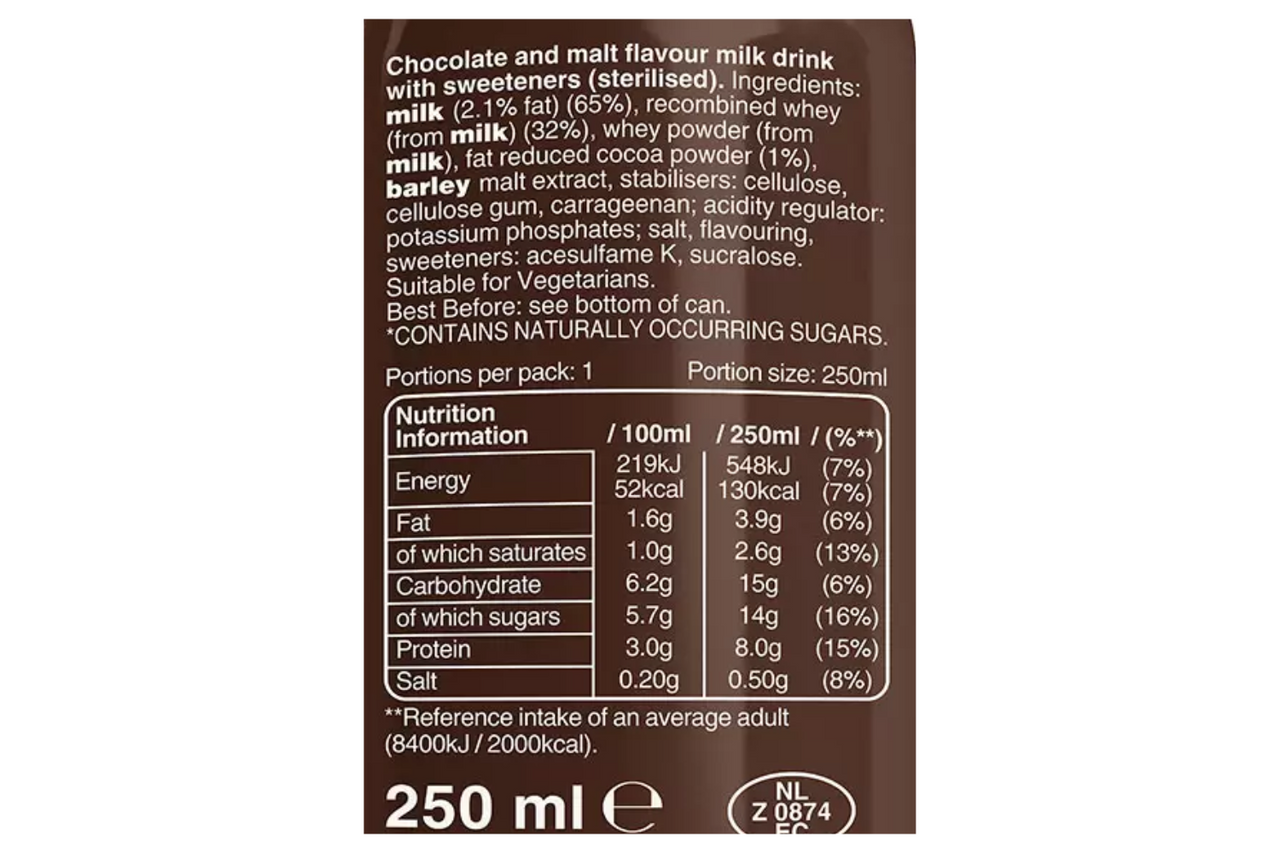 Chocolate and malt flavour milk drink
with sweeteners (sterilised). Ingredients:
milk (2.1% fat) (65%), recombined whey
(from milk) (32%), whey powder (from
milk), fat reduced cocoa powder (1%),
barley malt extract, stabilisers: cellulose,
cellulose gum, carrageenan; acidity regulator:
potassium phosphates; salt, flavouring,
sweeteners: acesulfame K, sucralose.
Suitable for Vegetarians.
Best Before: see bottom of can.
*CONTAINS NATURALLY OCCURRING SUGARS.
Portions per pack: 1 Portion size: 250ml
Nutrition
Information / 100ml / 250ml / (%**)
Energy 219kJ 548kJ (7%)
52kcal 130kcal (7%)
Fat 1.6g 3.9g (6%)
of which saturates 1.0g 2.6g (13%)
Carbohydrate 6.2g 15g (6%)
of which sugars 5.7g 14g (16%)
Protein 3.0g 8.0g (15%)
Salt 0.20g 0.50g (8%)
**Reference intake of an average adult
(8400kJ / 2000kcal).
250 ml ℮
NL
Z 0874
EC